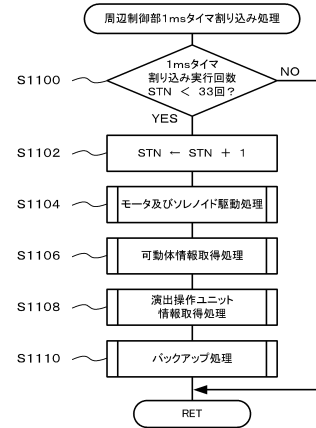 周辺制御部1msタイマ割り込み処理
S1100
1msタイマ
割り込み実行回数
STN < 33回?
NO
YES
S1102
STN ← STN + 1
S1104
モータ及びソレノイド駆動処理
S1106
可動体情報取得処理
S1108
演出操作ユニット
情報取得処理
S1110
バックアップ処理
RET